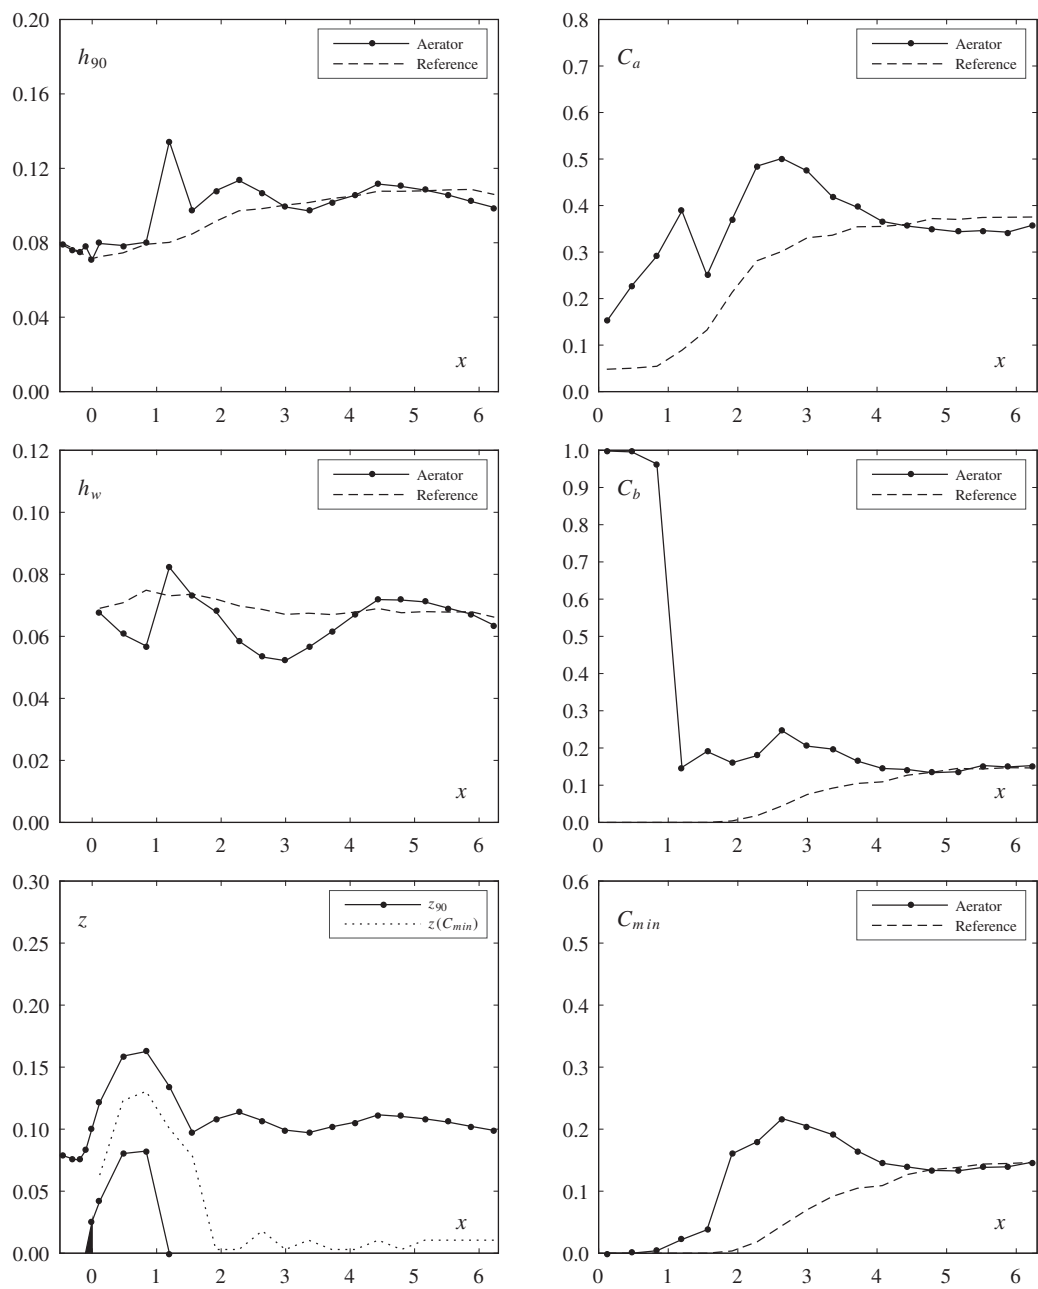 0.20
0.16
0.12
0.08
0.04
0.00
h90
Aerator
Reference
x
0 1 2 3 4 5 6
0.8
0.7
0.6
0.5
0.4
0.3
0.2
0.1
0.0
Ca
Aerator
Reference
x
0 1 2 3 4 5 6
0.12
0.10
0.08
0.06
0.04
0.02
0.00
hw
Aerator
Reference
x
0 1 2 3 4 5 6
1.0
0.9
0.8
0.7
0.6
0.5
0.4
0.3
0.2
0.1
0.0
Cb
Aerator
Reference
x
0 1 2 3 4 5 6
0.30
0.25
0.20
0.15
0.10
0.05
0.00
z
z90
z(Cmin)
x
0 1 2 3 4 5 6
0.6
0.5
0.4
0.3
0.2
0.1
0.0
Cmin
Aerator
Reference
x
0 1 2 3 4 5 6